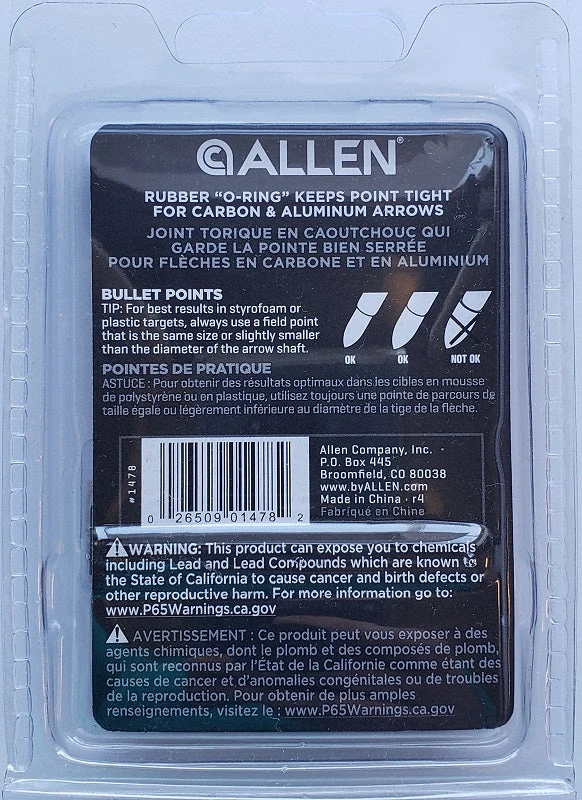 ALLEN®
RUBBER "O-RING" KEEPS POINT TIGHT
FOR CARBON & ALUMINUM ARROWS
JOINT TORIQUE EN CAOUTCHOUC QUI
GARDE LA POINTE BIEN SERRÉE
POUR FLÈCHES EN CARBONE ET EN ALUMINIUM
BULLET POINTS
TIP: For best results in styrofoam or
plastic targets, always use a field point
that is the same size or slightly smaller
than the diameter of the arrow shaft.
OK OK NOT OK
POINTES DE PRATIQUE
ASTUCE : Pour obtenir des résultats optimaux dans les cibles en mousse
de polystyrène ou en plastique, utilisez toujours une pointe de parcours de
taille égale ou légèrement inférieure au diamètre de la tige de la flèche.
#1478
0 26509 01478 2
Allen Company, Inc.
P.O. Box 445
Broomfield, CO 80038
www.byALLEN.com
Made in China · r4
Fabriqué en Chine
WARNING: This product can expose you to chemicals
including Lead and Lead Compounds which are known to
the State of California to cause cancer and birth defects or
other reproductive harm. For more information go to:
www.P65Warnings.ca.gov
AVERTISSEMENT : Ce produit peut vous exposer à des
agents chimiques, dont le plomb et des composés de plomb,
qui sont reconnus par l'État de la Californie comme étant des
causes de cancer et d'anomalies congénitales ou de troubles
de la reproduction. Pour obtenir de plus amples
renseignements, visitez le : www.P65Warnings.ca.gov